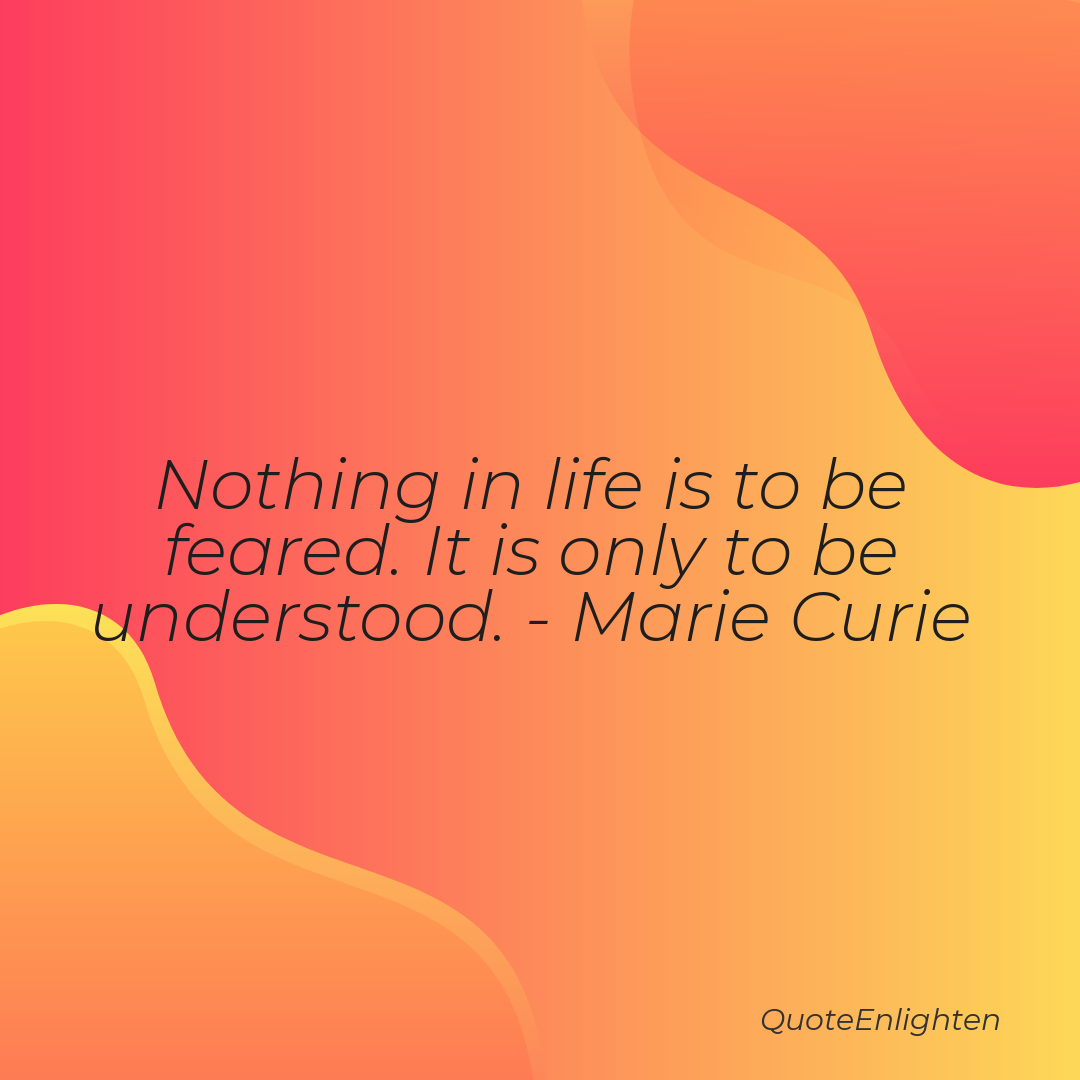 Nothing in life is to be
feared. It is only to be
understood. - Marie Curie
QuoteEnlighten